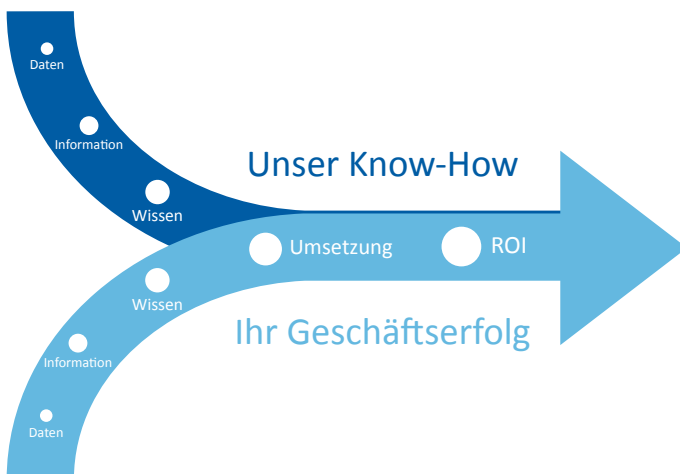 Daten
Information
Wissen
Unser Know-How
Umsetzung
ROI
Wissen
Ihr Geschäftserfolg
Information
Daten